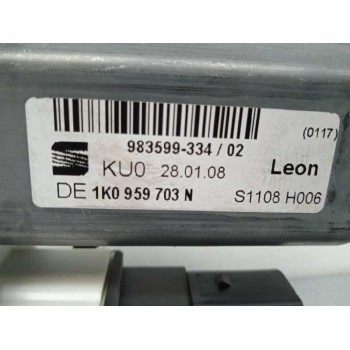 (0117)
983599-334 / 02
KU0 28.01.08 Leon
DE 1K0 959 703 N S1108 H006